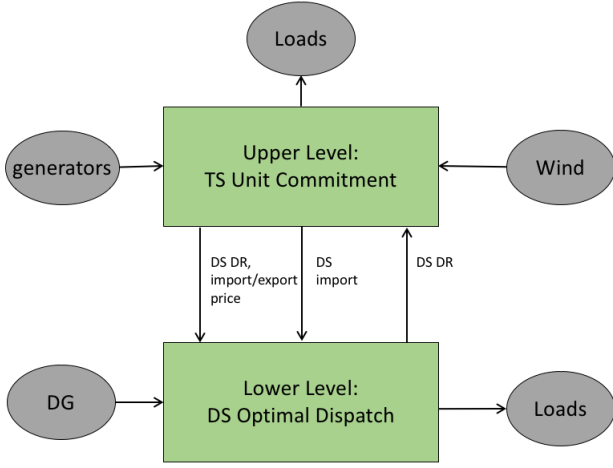 Loads
generators
Upper Level:
TS Unit Commitment
Wind
DS DR,
import/export
price
DS
import
DS DR
DG
Lower Level:
DS Optimal Dispatch
Loads